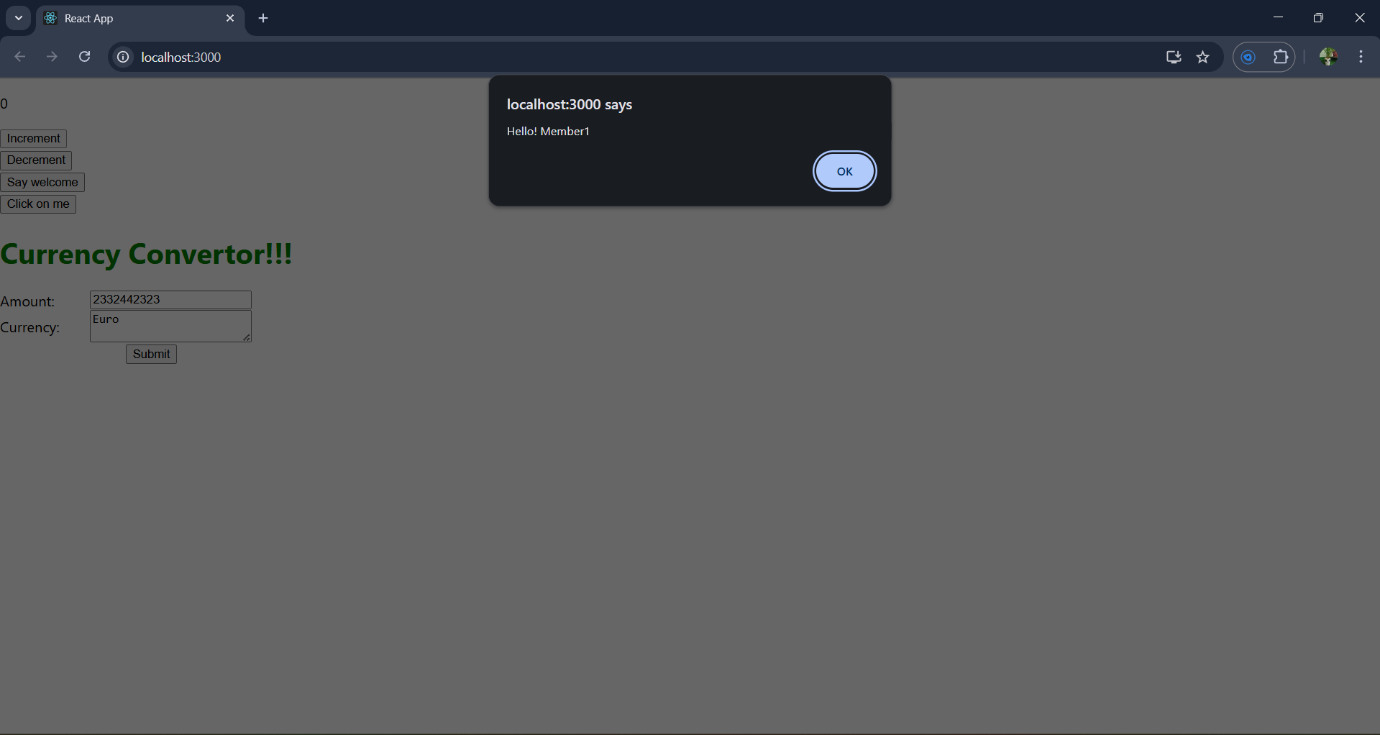 React App
localhost:3000
localhost:3000 says
Hello! Member1
OK
0
Increment
Decrement
Say welcome
Click on me
Currency Convertor!!!
Amount: 2332442323
Currency: Euro
Submit